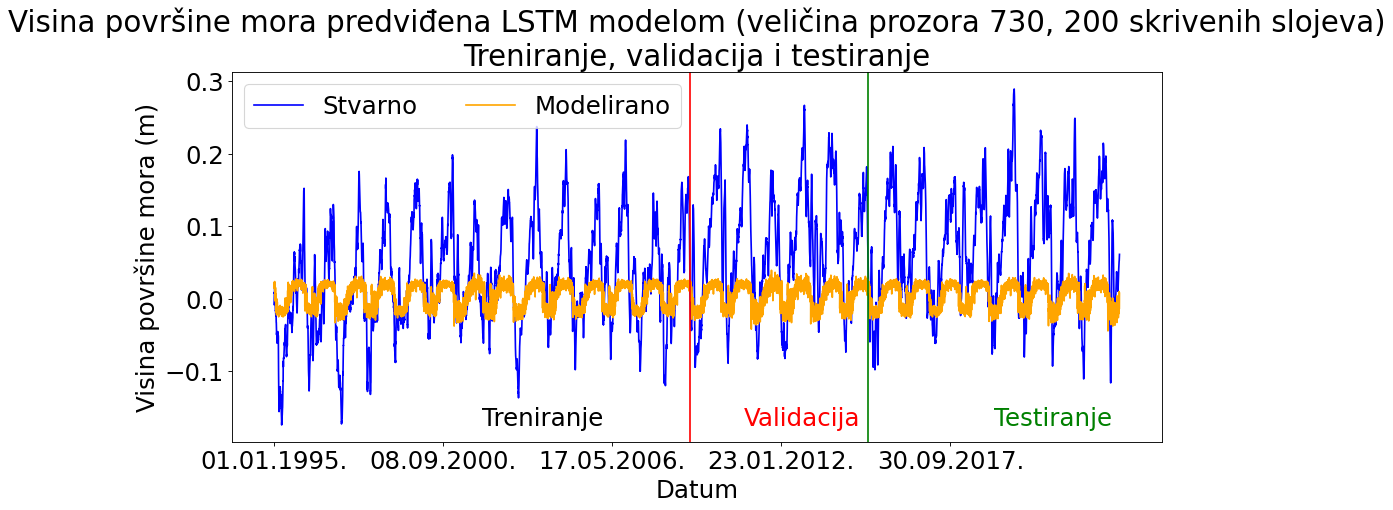 Visina površine mora predviđena LSTM modelom (veličina prozora 730, 200 skrivenih slojeva)
Treniranje, validacija i testiranje
Visina površine mora (m)
0.3
0.2
0.1
0.0
−0.1
Stvarno
Modelirano
Treniranje
Validacija
Testiranje
01.01.1995.
08.09.2000.
17.05.2006.
23.01.2012.
30.09.2017.
Datum